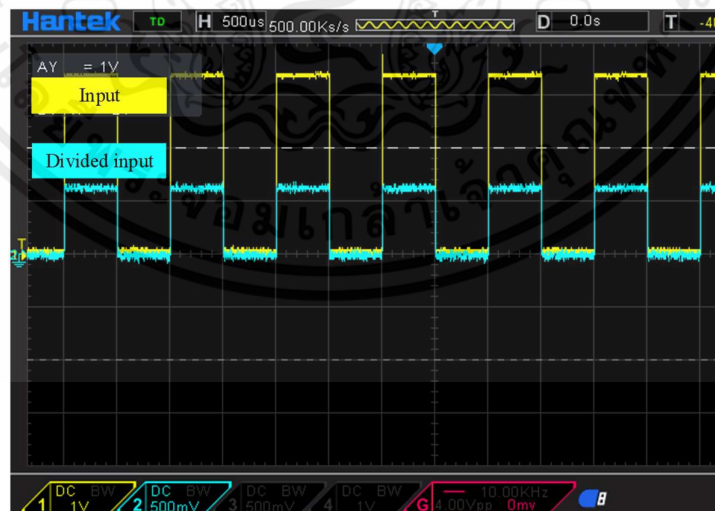 Hantek TD H 500us 500.00Ks/s T D 0.0s T -4
AY = 1V
Input
Divided input
T
DC BW DC BW DC BW DC BW 10.00KHz
1 1V 2 500mV 3 500mV 4 1V G 4.00Vpp 0mv